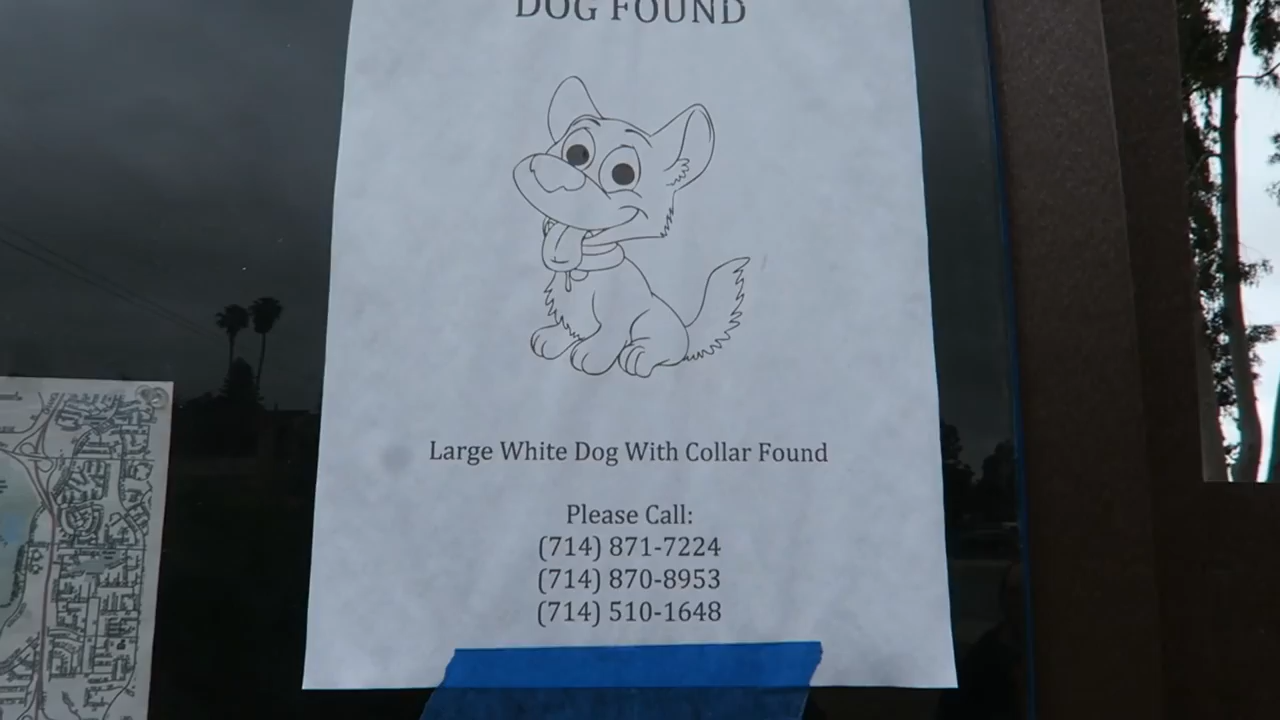 DOG FOUND
Large White Dog With Collar Found
Please Call:
(714) 871-7224
(714) 870-8953
(714) 510-1648